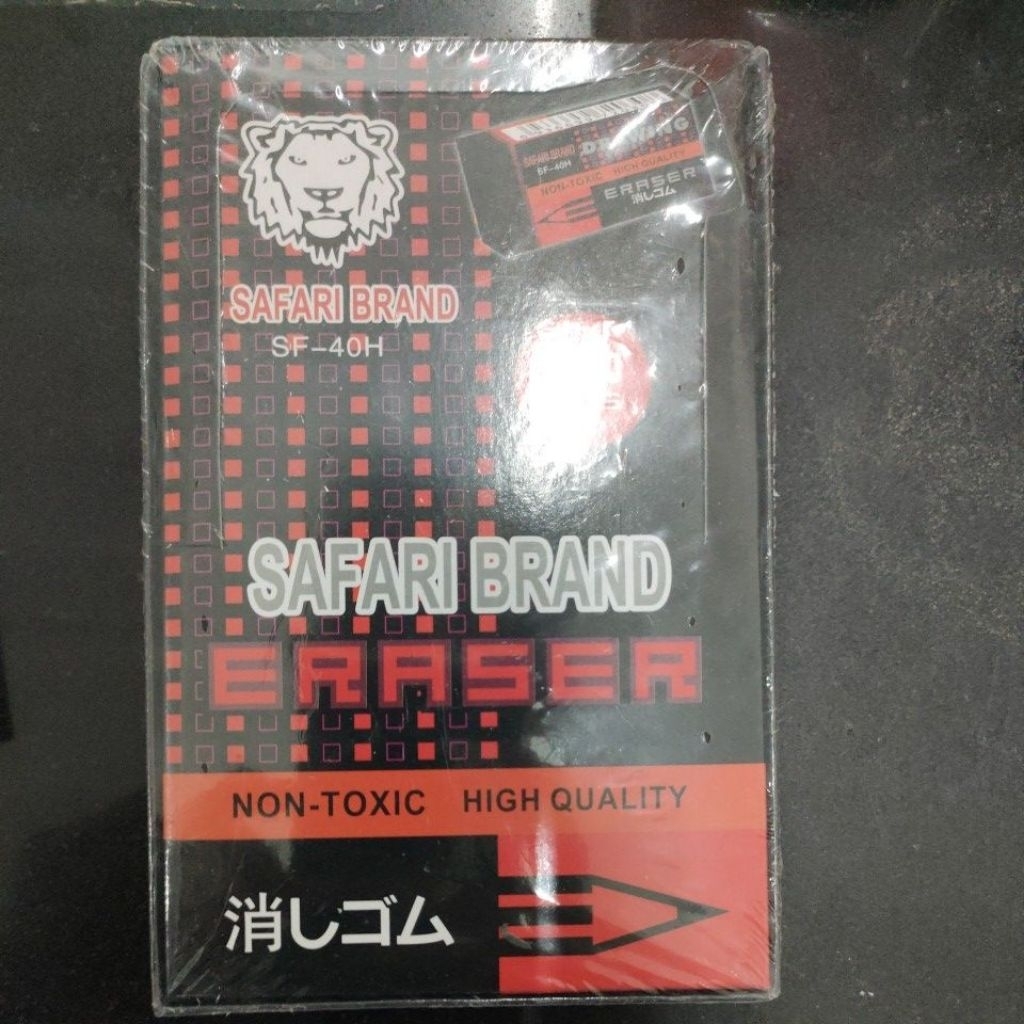 SAFARI BRAND
SF-40H
SAFARI BRAND
SF-40H
NON-TOXIC HIGH QUALITY
ERASER
消しゴム
SAFARI BRAND
ERASER
NON-TOXIC HIGH QUALITY
消しゴム